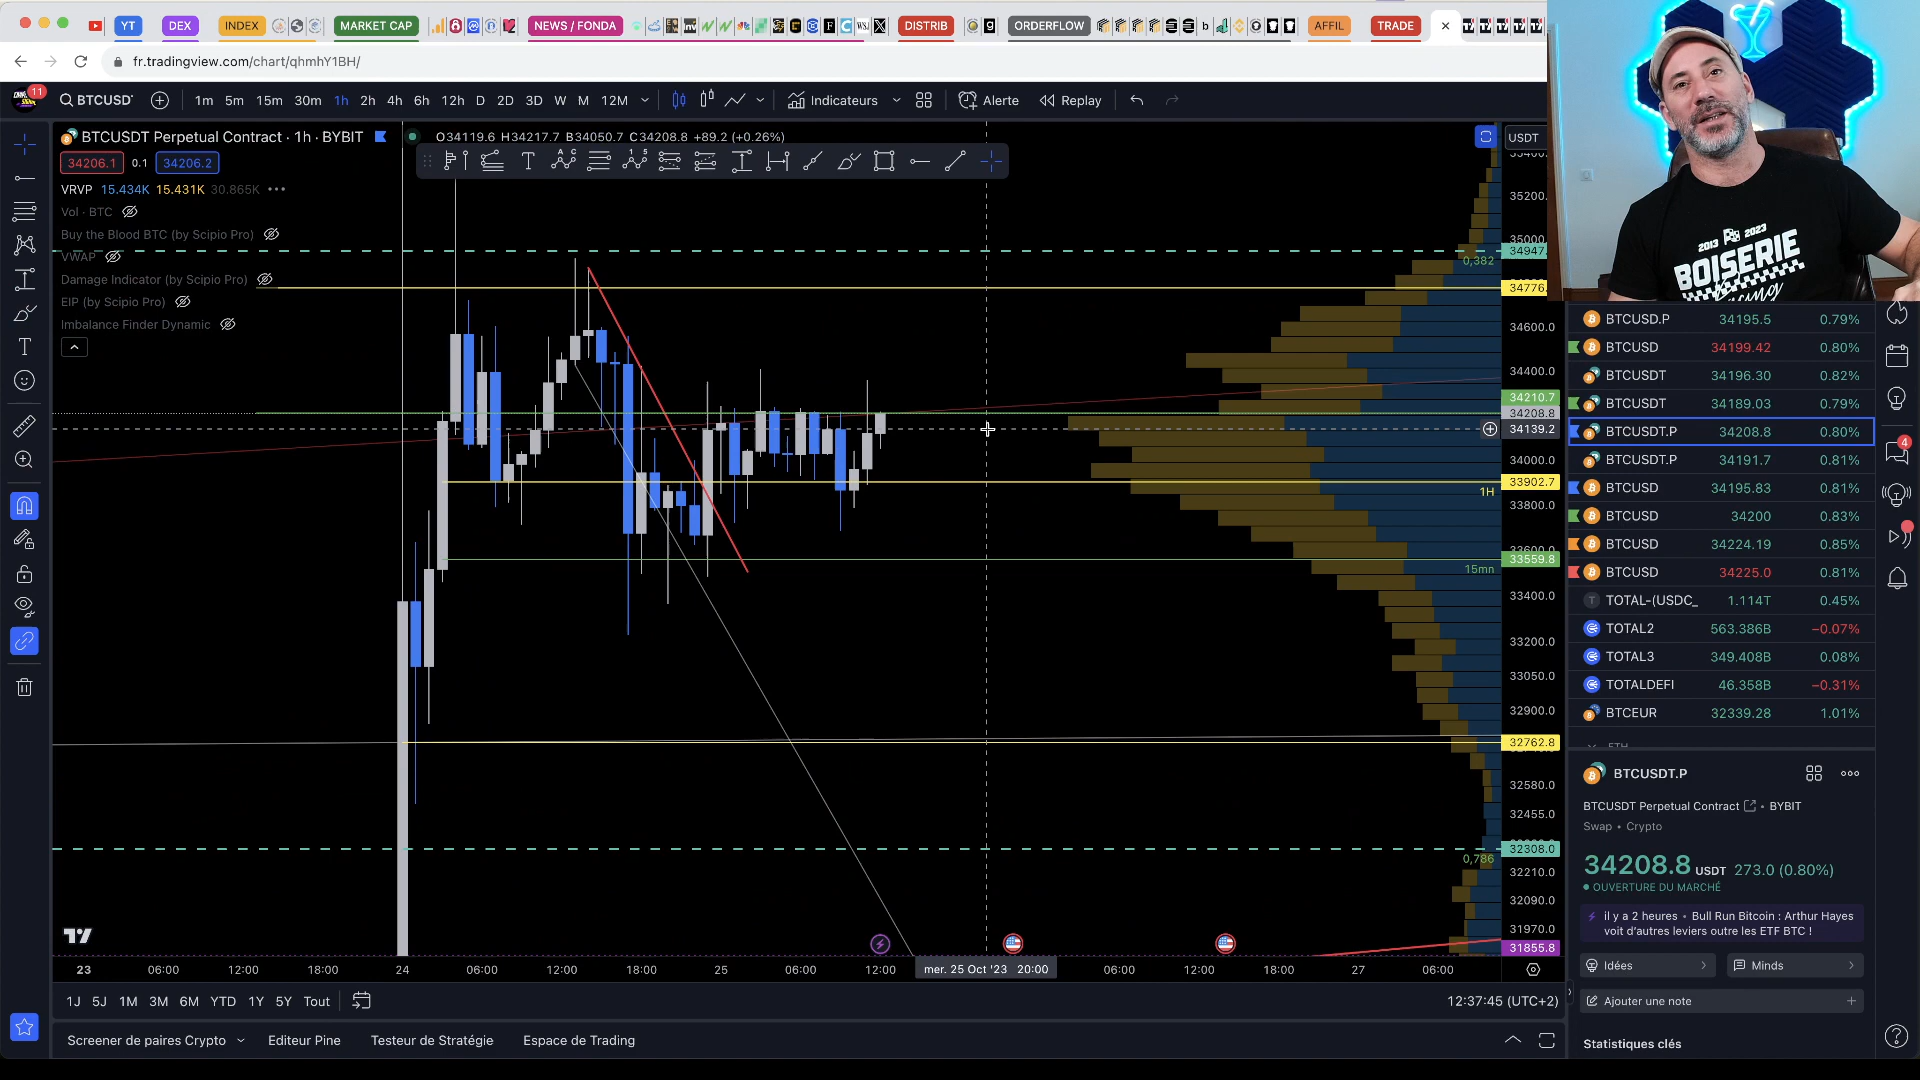 YT
DEX
INDEX
MARKET CAP
NEWS / FONDA
DISTRIB
ORDERFLOW
AFFIL
TRADE
fr.tradingview.com/chart/qhmhY1BH/
11
BTCUSDT
1m 5m 15m 30m 1h 2h 4h 6h 12h D 2D 3D W M 12M
Indicateurs
Alerte
Replay
BTCUSDT Perpetual Contract · 1h · BYBIT
O34119.6 H34217.7 B34050.7 C34208.8 +89.2 (+0.26%)
USDT
34206.1 0.1 34206.2
VRVP 15.434K 15.431K 30.865K
Vol · BTC
Buy the Blood BTC (by Scipio Pro)
VWAP
Damage Indicator (by Scipio Pro)
EIP (by Scipio Pro)
Imbalance Finder Dynamic
35200.
35000.
34947.
0,382
34776.
34600.0
34400.0
34210.7
34208.8
34139.2
34000.0
33902.7
1H
33800.0
33559.8
15mn
33400.0
33200.0
33050.0
32900.0
32762.8
32580.0
32455.0
32308.0
0,786
32210.0
32090.0
31970.0
31855.8
23 06:00 12:00 18:00 24 06:00 12:00 18:00 25 06:00 12:00 mer. 25 Oct '23 20:00 06:00 12:00 18:00 27 06:00
1J 5J 1M 3M 6M YTD 1Y 5Y Tout
12:37:45 (UTC+2)
Screener de paires Crypto
Editeur Pine
Testeur de Stratégie
Espace de Trading
2013 2023
BOISERIE
Racing
BTCUSD.P 34195.5 0.79%
BTCUSD 34199.42 0.80%
BTCUSDT 34196.30 0.82%
BTCUSDT 34189.03 0.79%
BTCUSDT.P 34208.8 0.80%
BTCUSDT.P 34191.7 0.81%
BTCUSD 34195.83 0.81%
BTCUSD 34200 0.83%
BTCUSD 34224.19 0.85%
BTCUSD 34225.0 0.81%
TOTAL-(USDC_ 1.114T 0.45%
TOTAL2 563.386B −0.07%
TOTAL3 349.408B 0.08%
TOTALDEFI 46.358B −0.31%
BTCEUR 32339.28 1.01%
ETH
4
BTCUSDT.P
BTCUSDT Perpetual Contract • BYBIT
Swap • Crypto
34208.8 USDT 273.0 (0.80%)
OUVERTURE DU MARCHÉ
il y a 2 heures • Bull Run Bitcoin : Arthur Hayes
voit d'autres leviers outre les ETF BTC !
Idées
Minds
Ajouter une note
Statistiques clés